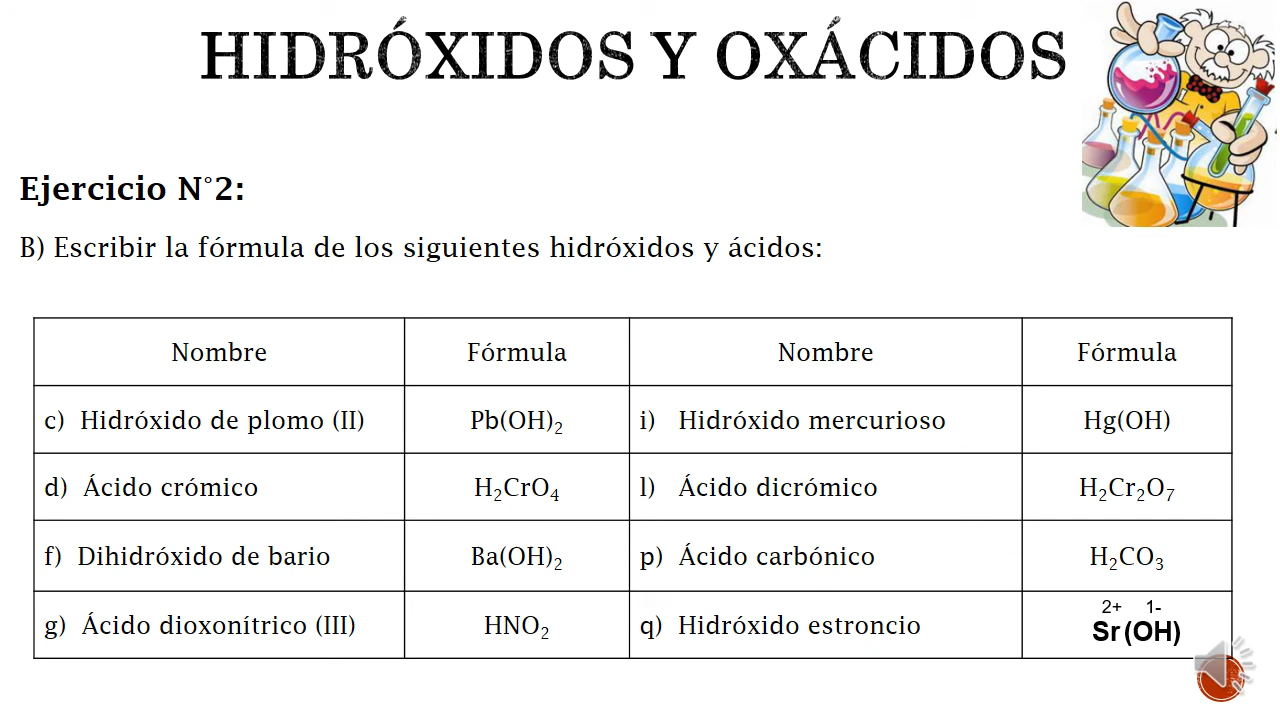 HIDRÓXIDOS Y OXÁCIDOS
Ejercicio N°2:
B) Escribir la fórmula de los siguientes hidróxidos y ácidos:
Nombre Fórmula Nombre Fórmula
c) Hidróxido de plomo (II) Pb(OH)₂ i) Hidróxido mercurioso Hg(OH)
d) Ácido crómico H₂CrO₄ l) Ácido dicrómico H₂Cr₂O₇
f) Dihidróxido de bario Ba(OH)₂ p) Ácido carbónico H₂CO₃
2+ 1-
g) Ácido dioxonítrico (III) HNO₂ q) Hidróxido estroncio Sr(OH)